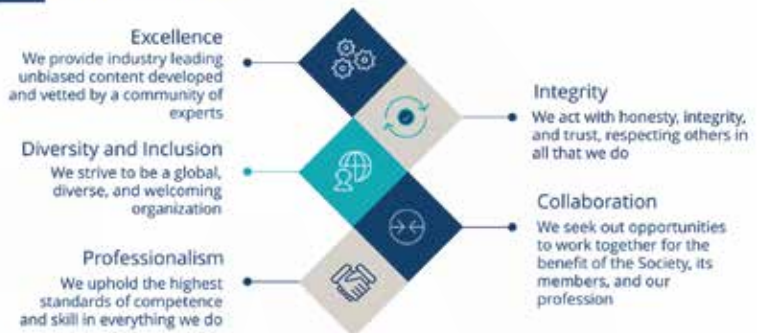 Excellence
We provide industry leading
unbiased content developed
and vetted by a community of
experts
Integrity
We act with honesty, integrity,
and trust, respecting others in
all that we do
Diversity and Inclusion
We strive to be a global,
diverse, and welcoming
organization
Collaboration
We seek out opportunities
to work together for the
benefit of the Society, its
members, and our
profession
Professionalism
We uphold the highest
standards of competence
and skill in everything we do